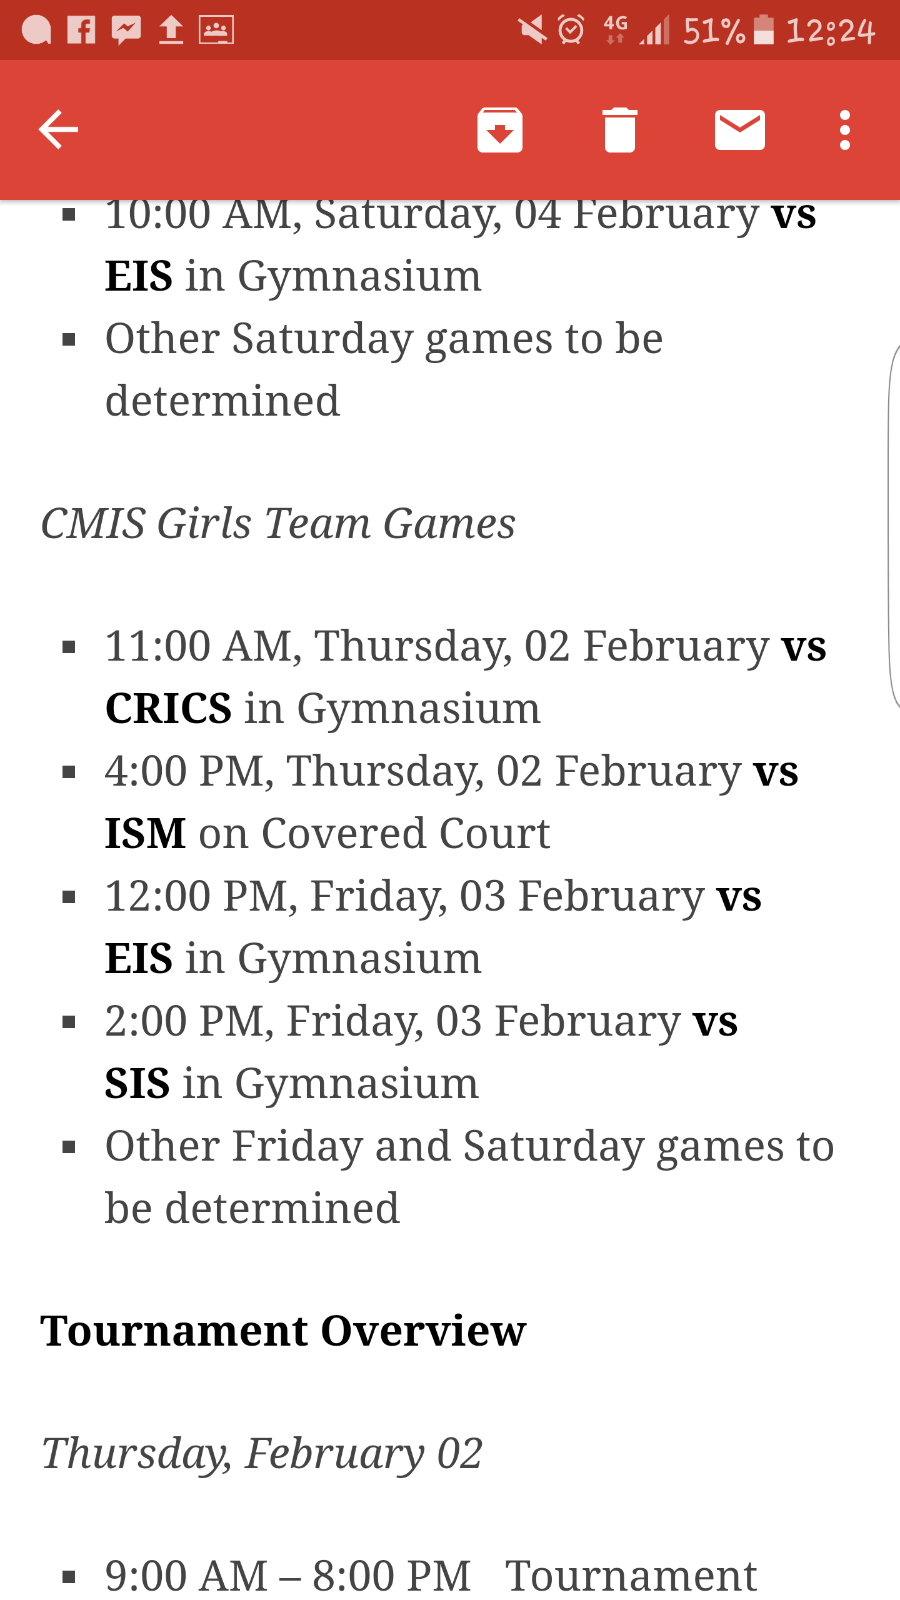 4G 51% 12:24
10:00 AM, Saturday, 04 February vs
EIS in Gymnasium
Other Saturday games to be
determined
CMIS Girls Team Games
11:00 AM, Thursday, 02 February vs
CRICS in Gymnasium
4:00 PM, Thursday, 02 February vs
ISM on Covered Court
12:00 PM, Friday, 03 February vs
EIS in Gymnasium
2:00 PM, Friday, 03 February vs
SIS in Gymnasium
Other Friday and Saturday games to
be determined
Tournament Overview
Thursday, February 02
9:00 AM – 8:00 PM Tournament